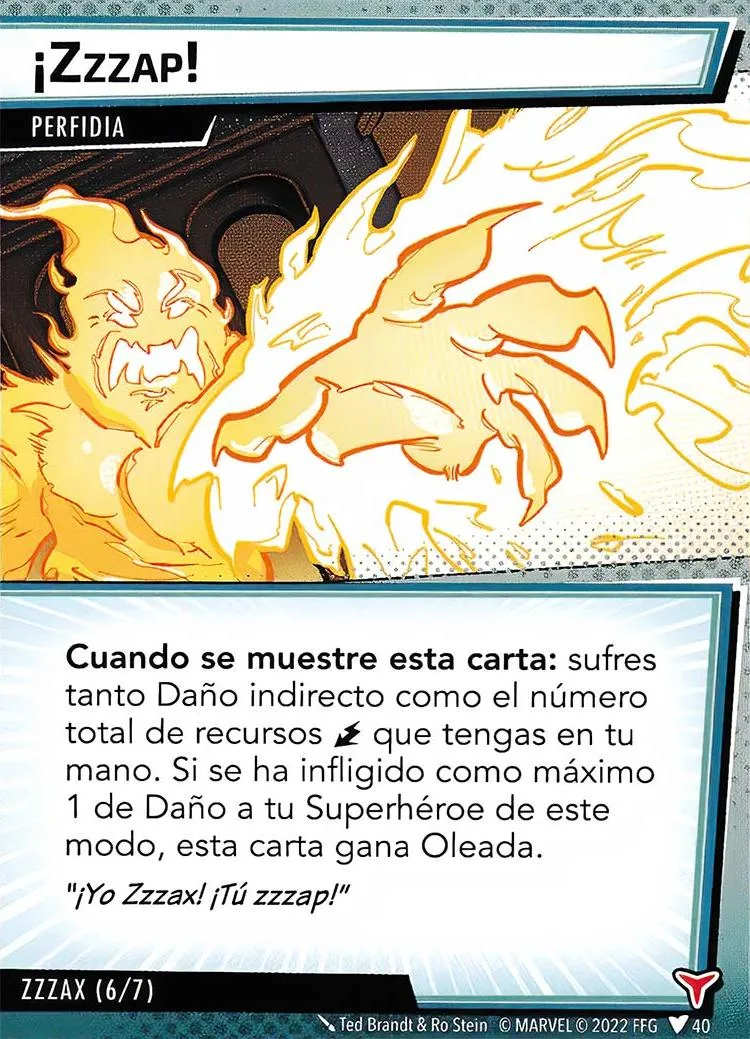 ¡ZZZAP!
PERFIDIA
Cuando se muestre esta carta: sufres
tanto Daño indirecto como el número
total de recursos que tengas en tu
mano. Si se ha infligido como máximo
1 de Daño a tu Superhéroe de este
modo, esta carta gana Oleada.
"¡Yo Zzzax! ¡Tú zzzap!"
ZZZAX (6/7)
Ted Brandt & Ro Stein © MARVEL © 2022 FFG 40